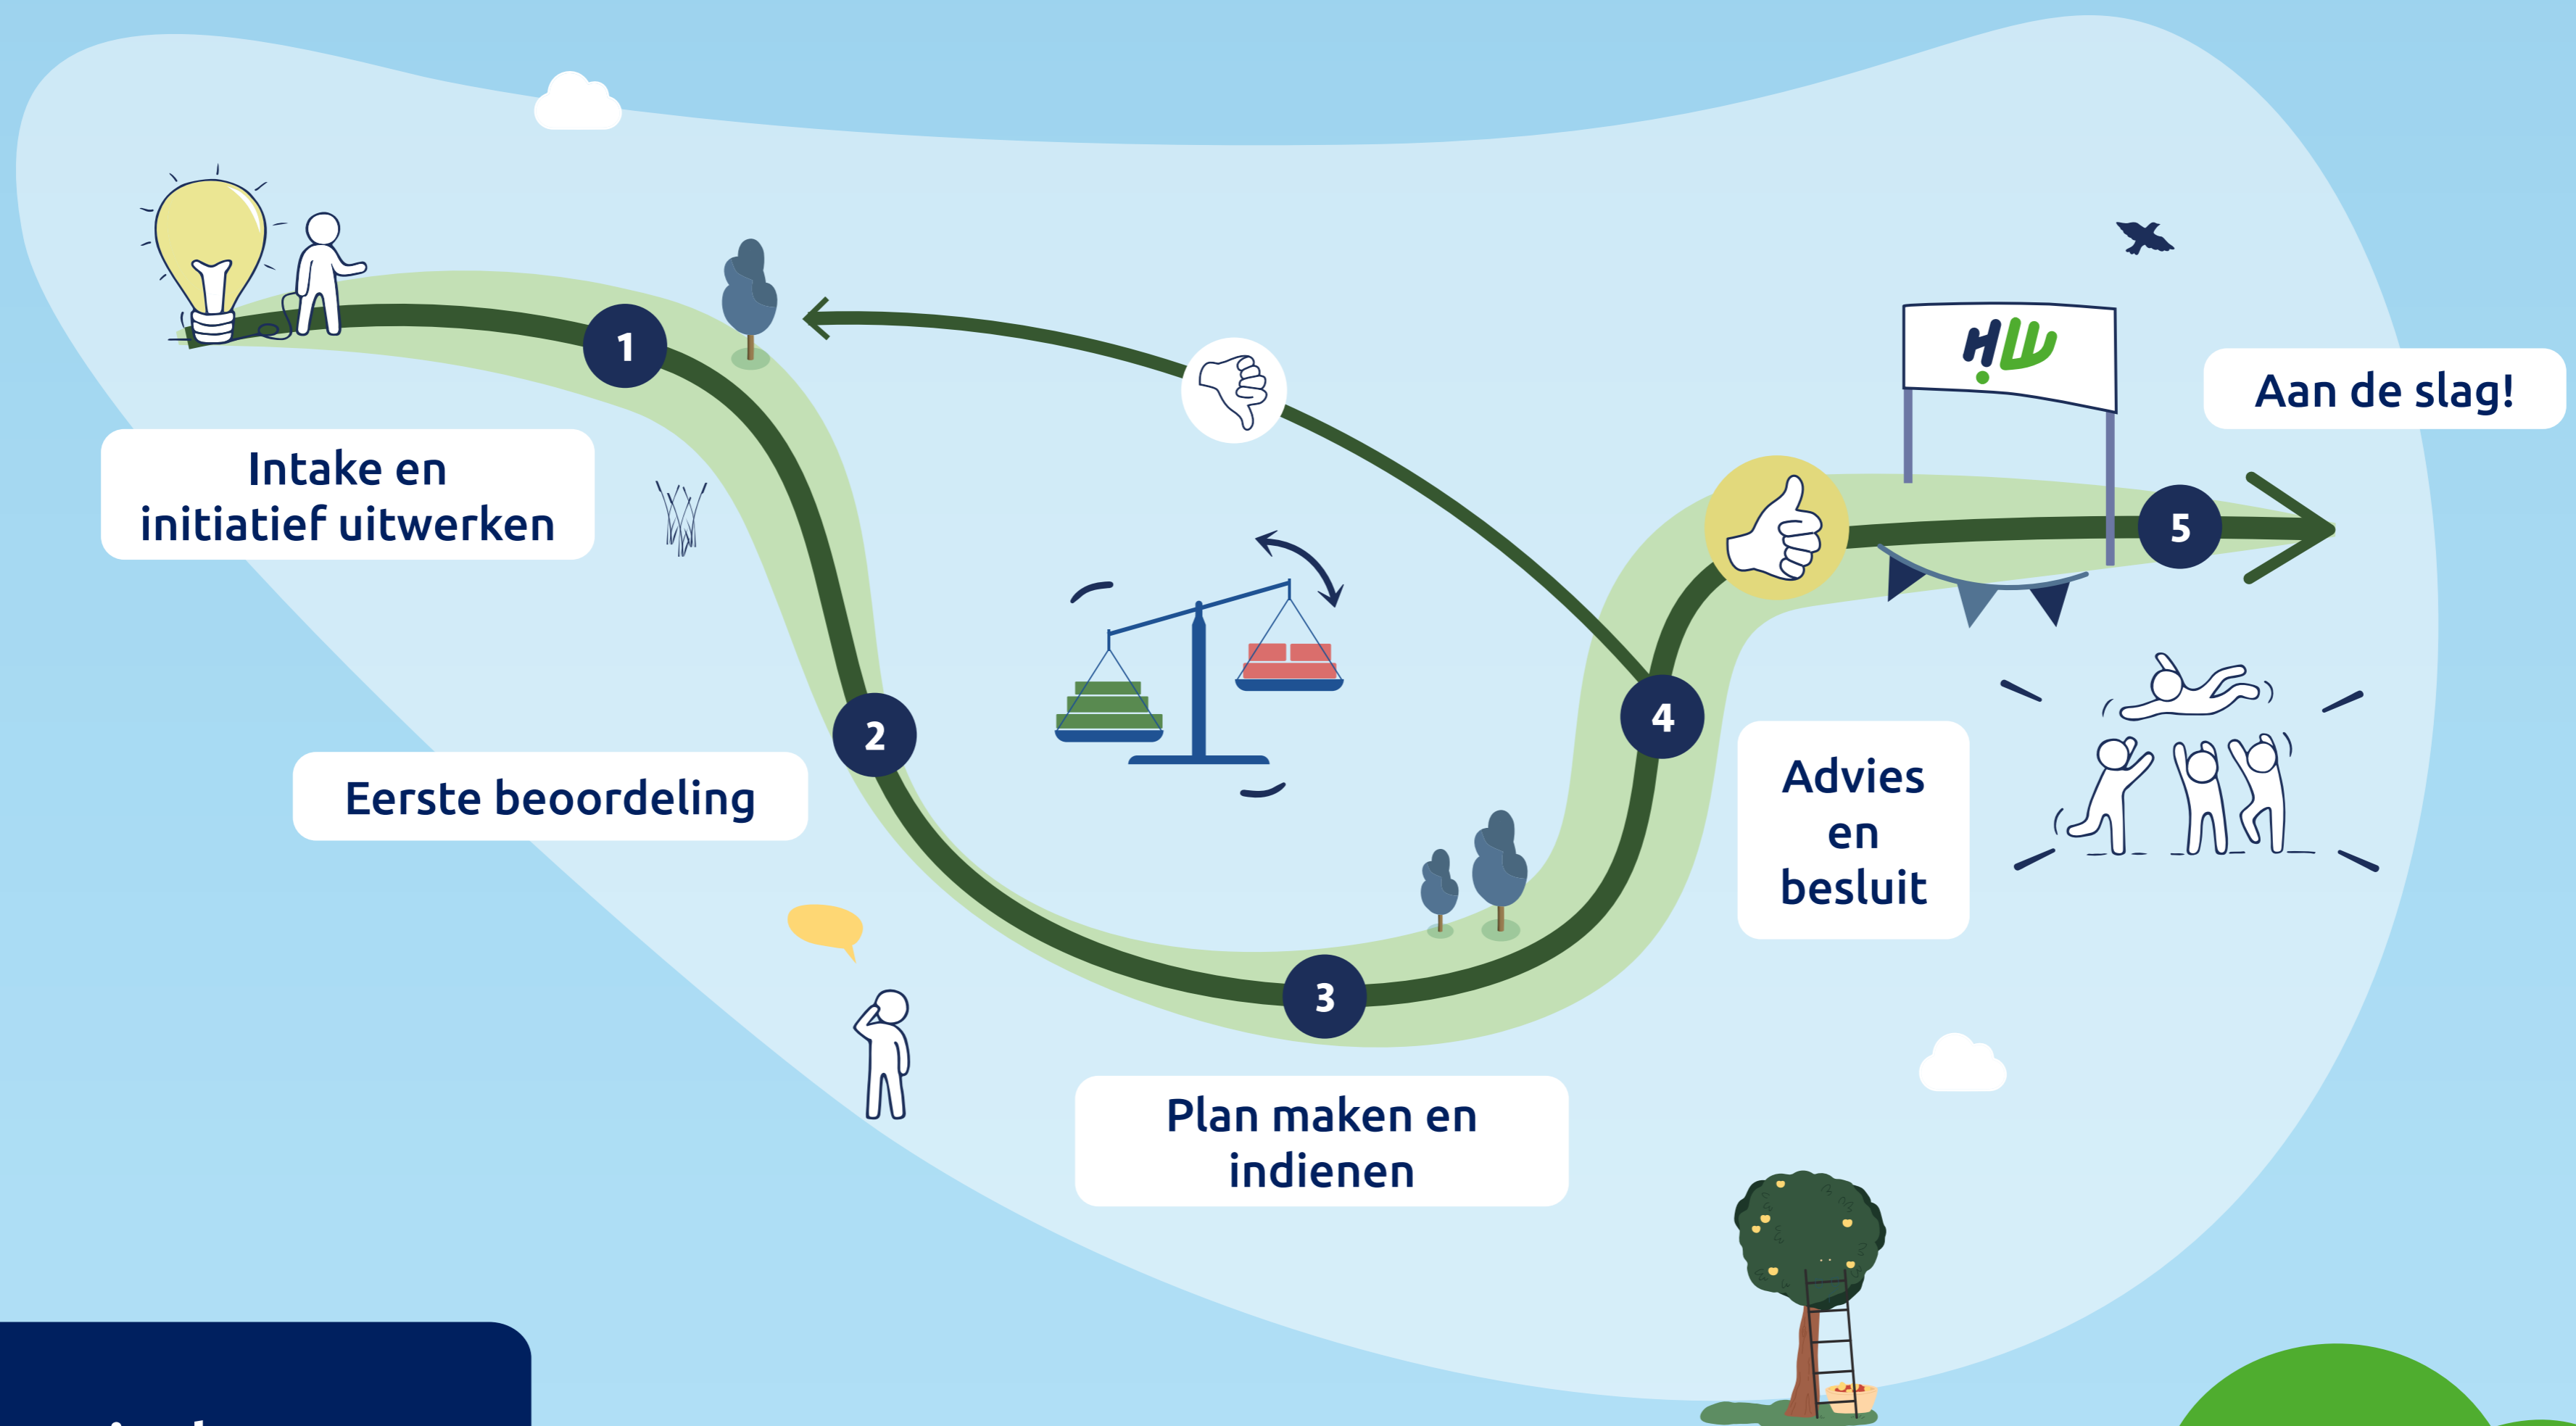 1
Intake en
initiatief uitwerken
2
Eerste beoordeling
3
Plan maken en
indienen
4
Advies
en
besluit
HW
5
Aan de slag!